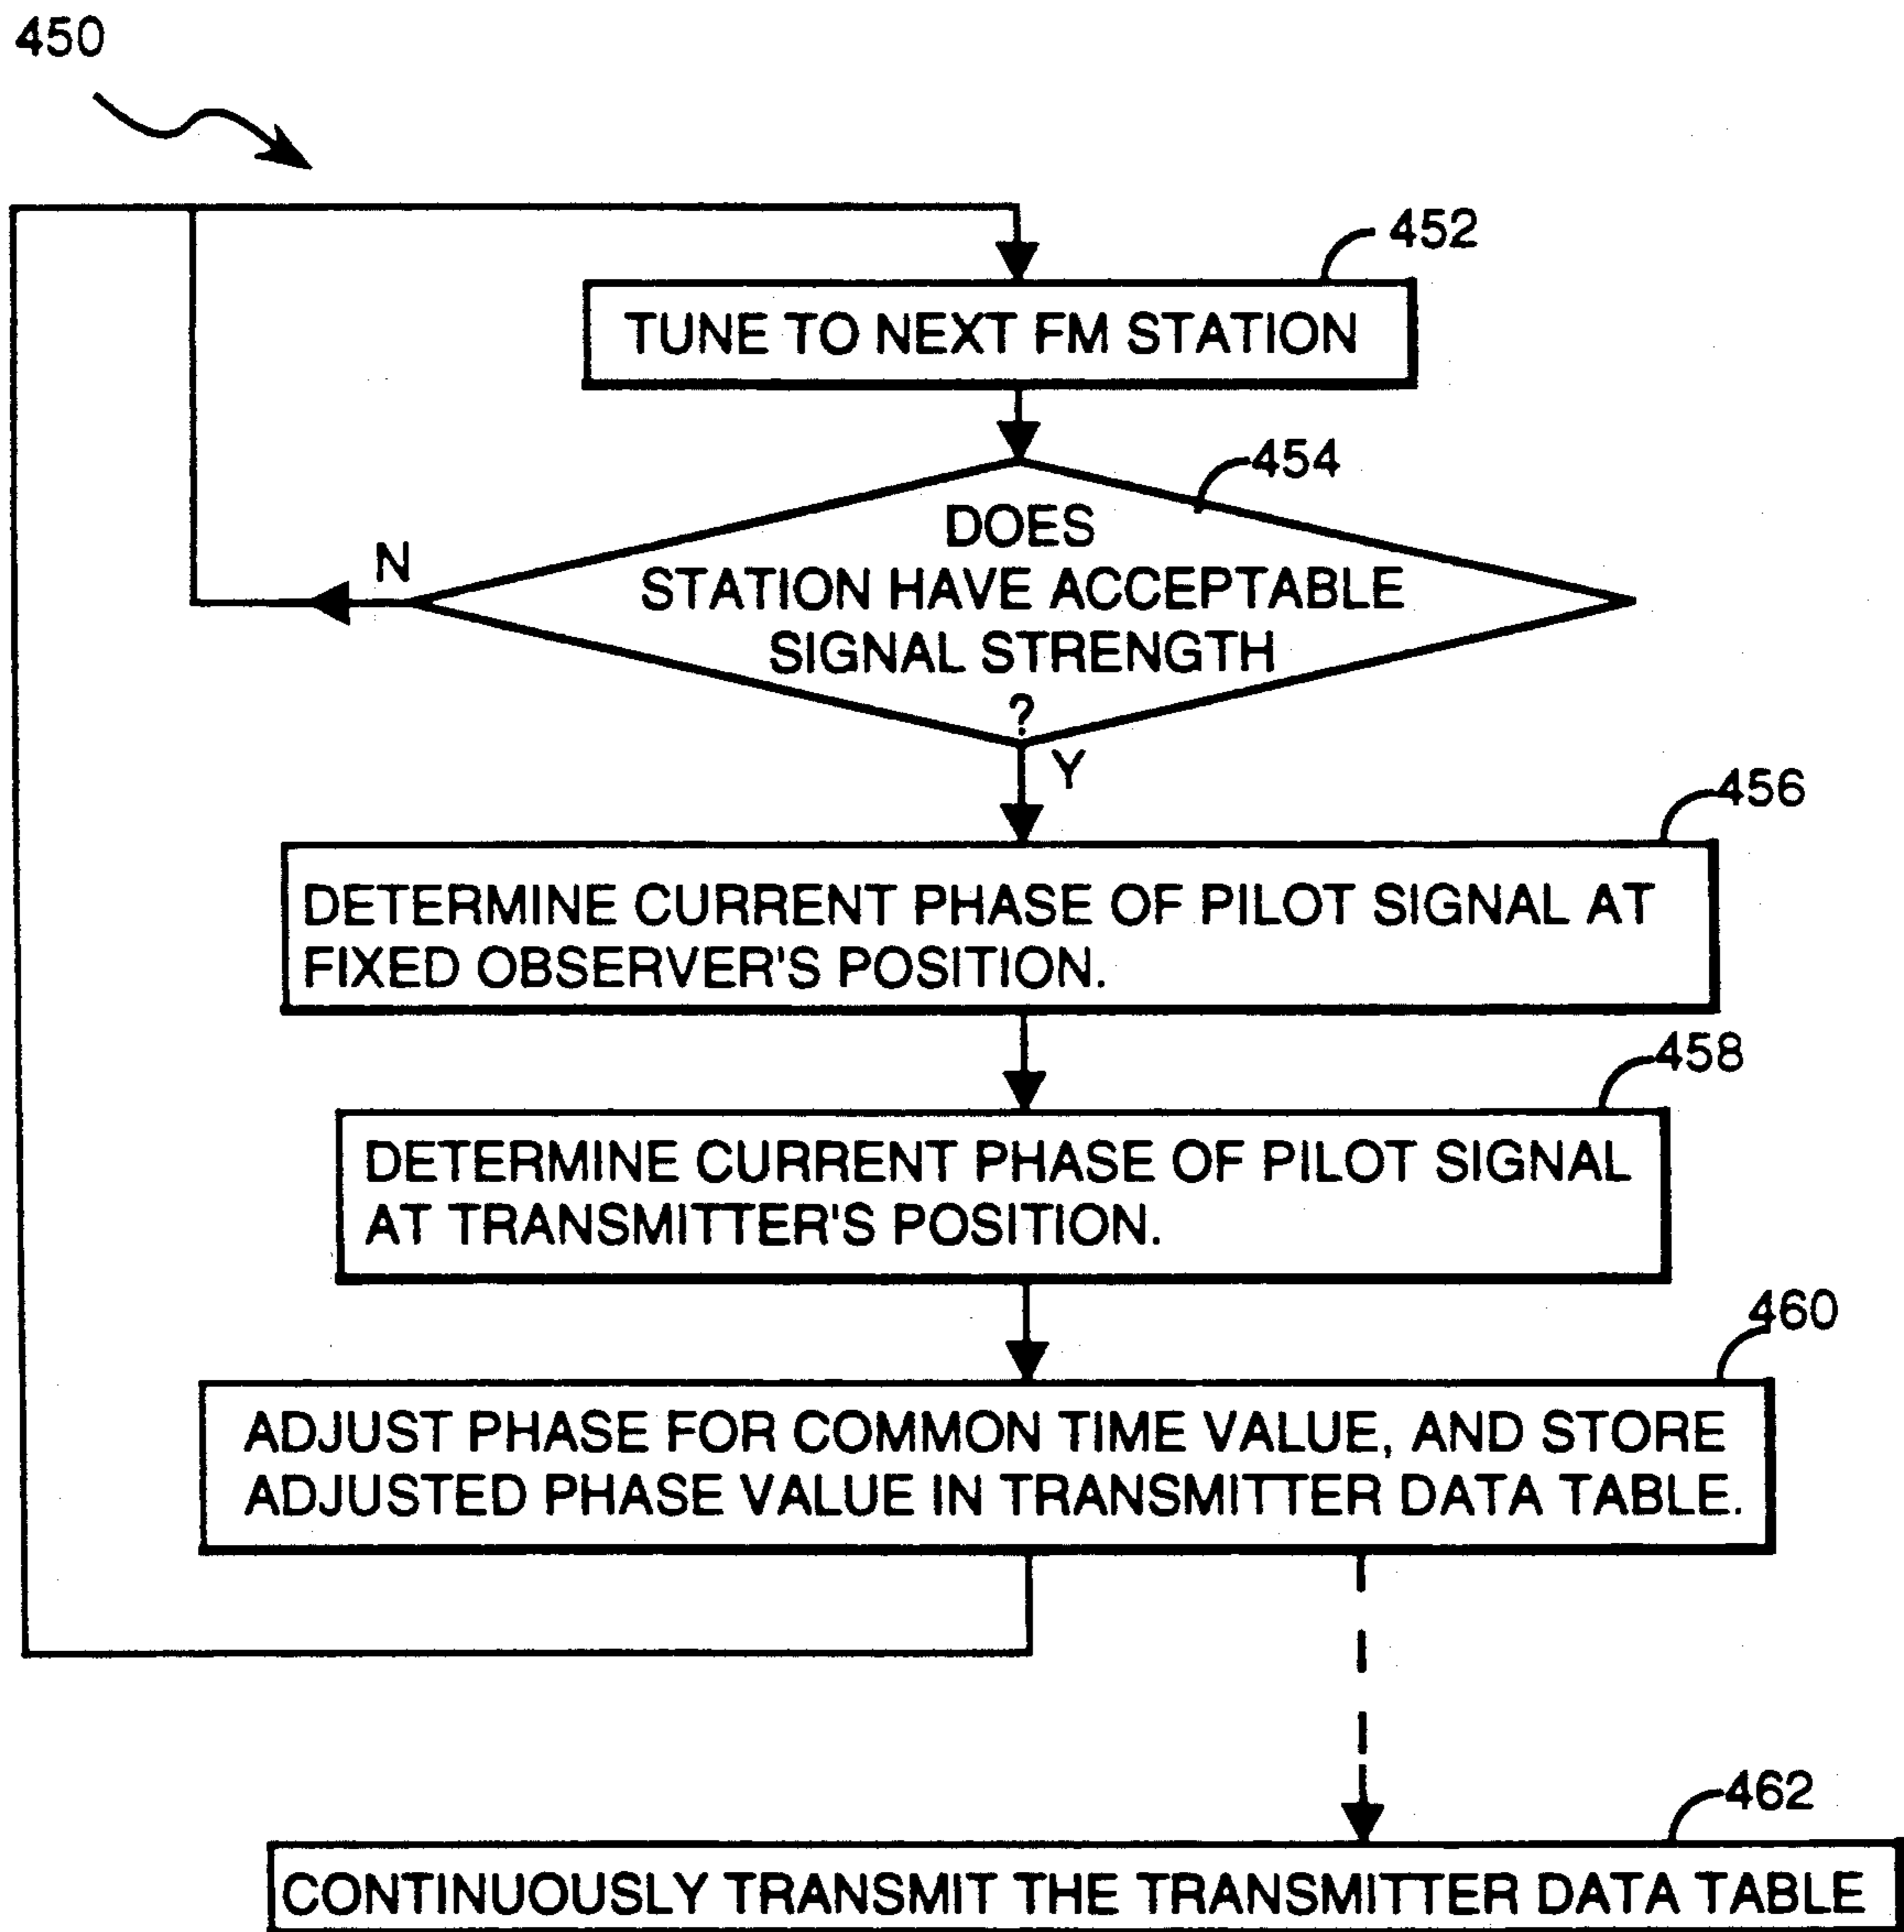 450
452
TUNE TO NEXT FM STATION
454
DOES
STATION HAVE ACCEPTABLE
SIGNAL STRENGTH
?
N
Y
456
DETERMINE CURRENT PHASE OF PILOT SIGNAL AT
FIXED OBSERVER'S POSITION.
458
DETERMINE CURRENT PHASE OF PILOT SIGNAL
AT TRANSMITTER'S POSITION.
460
ADJUST PHASE FOR COMMON TIME VALUE, AND STORE
ADJUSTED PHASE VALUE IN TRANSMITTER DATA TABLE.
462
CONTINUOUSLY TRANSMIT THE TRANSMITTER DATA TABLE